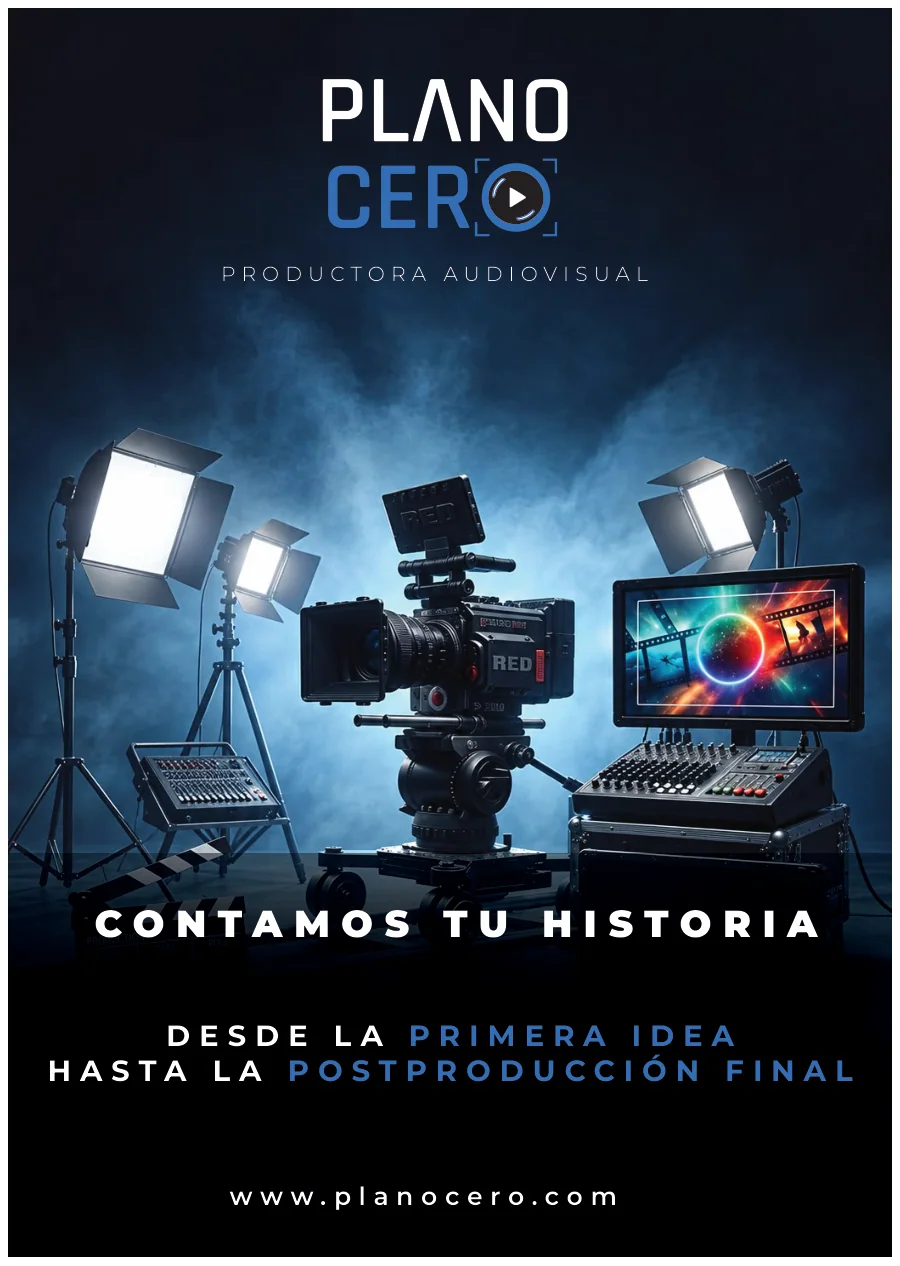 PLANO
CERO
PRODUCTORA AUDIOVISUAL
RED
RED
CONTAMOS TU HISTORIA
DESDE LA PRIMERA IDEA
HASTA LA POSTPRODUCCIÓN FINAL
www.planocero.com